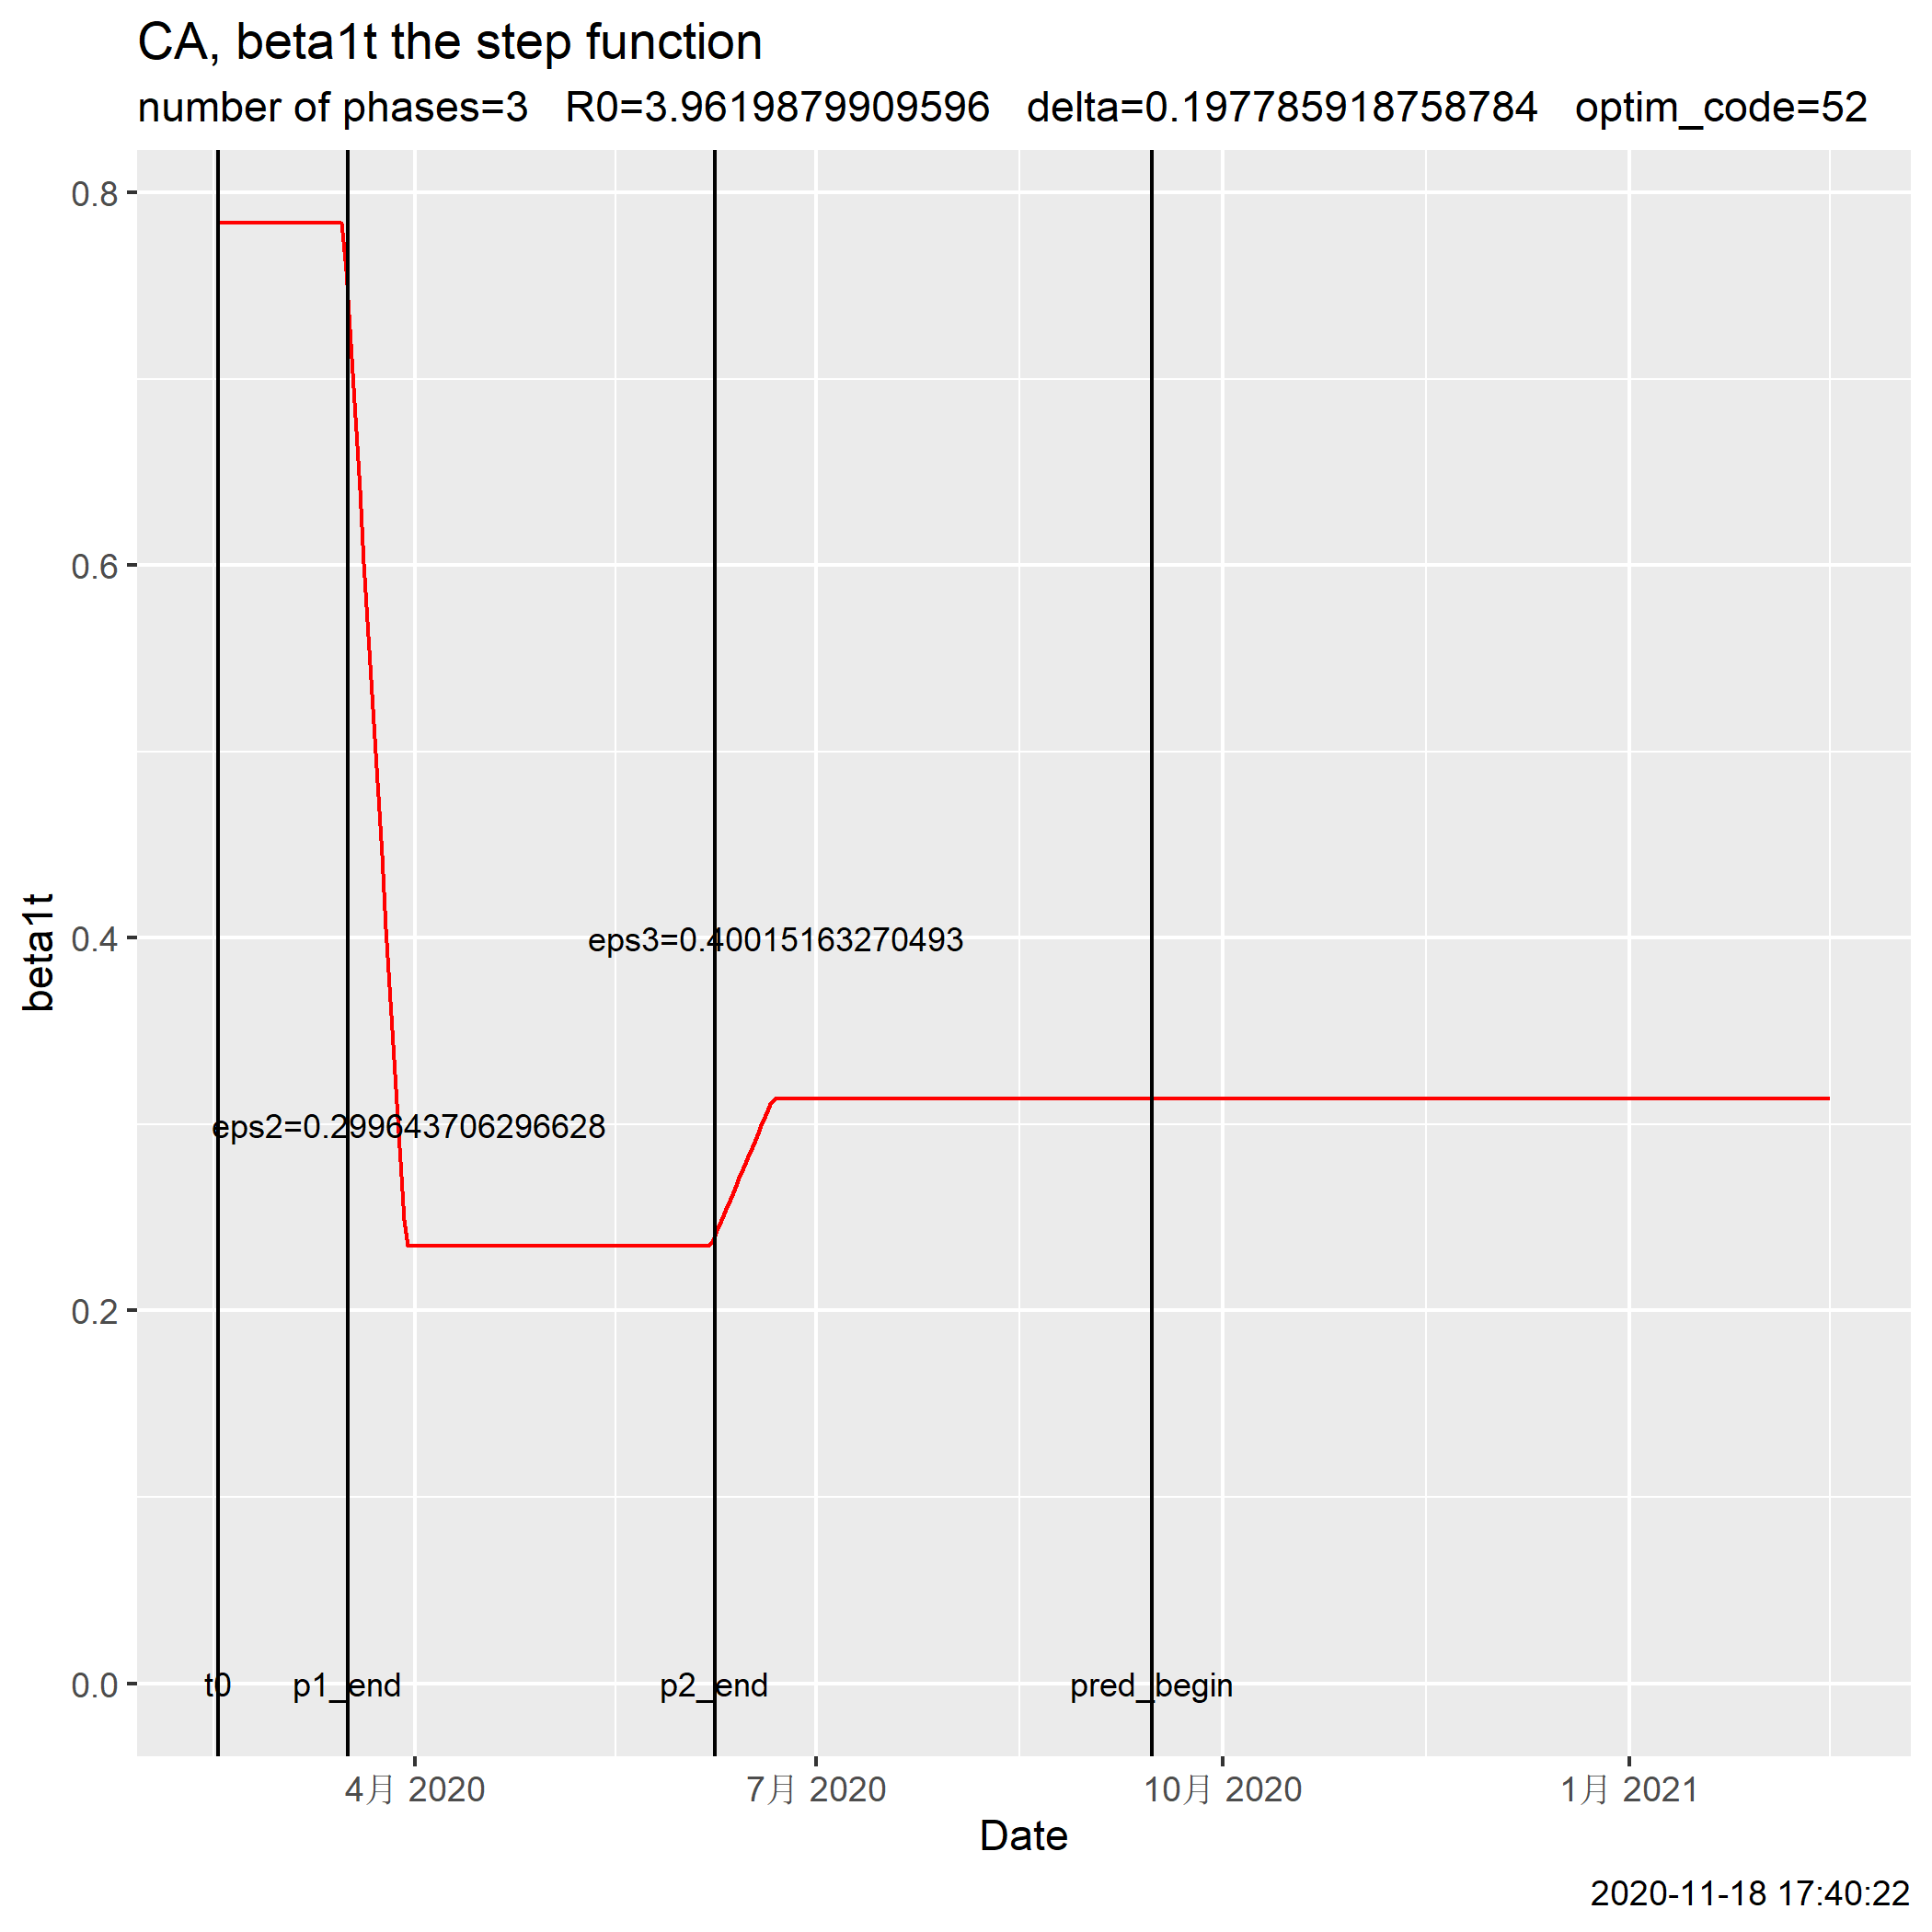 CA, beta1t the step function
number of phases=3 R0=3.9619879909596 delta=0.197785918758784 optim_code=52
0.8
0.6
0.4
0.2
0.0
beta1t
eps3=0.40015163270493
eps2=0.299643706296628
t0 p1_end p2_end pred_begin
4月 2020 7月 2020 10月 2020 1月 2021
Date
2020-11-18 17:40:22